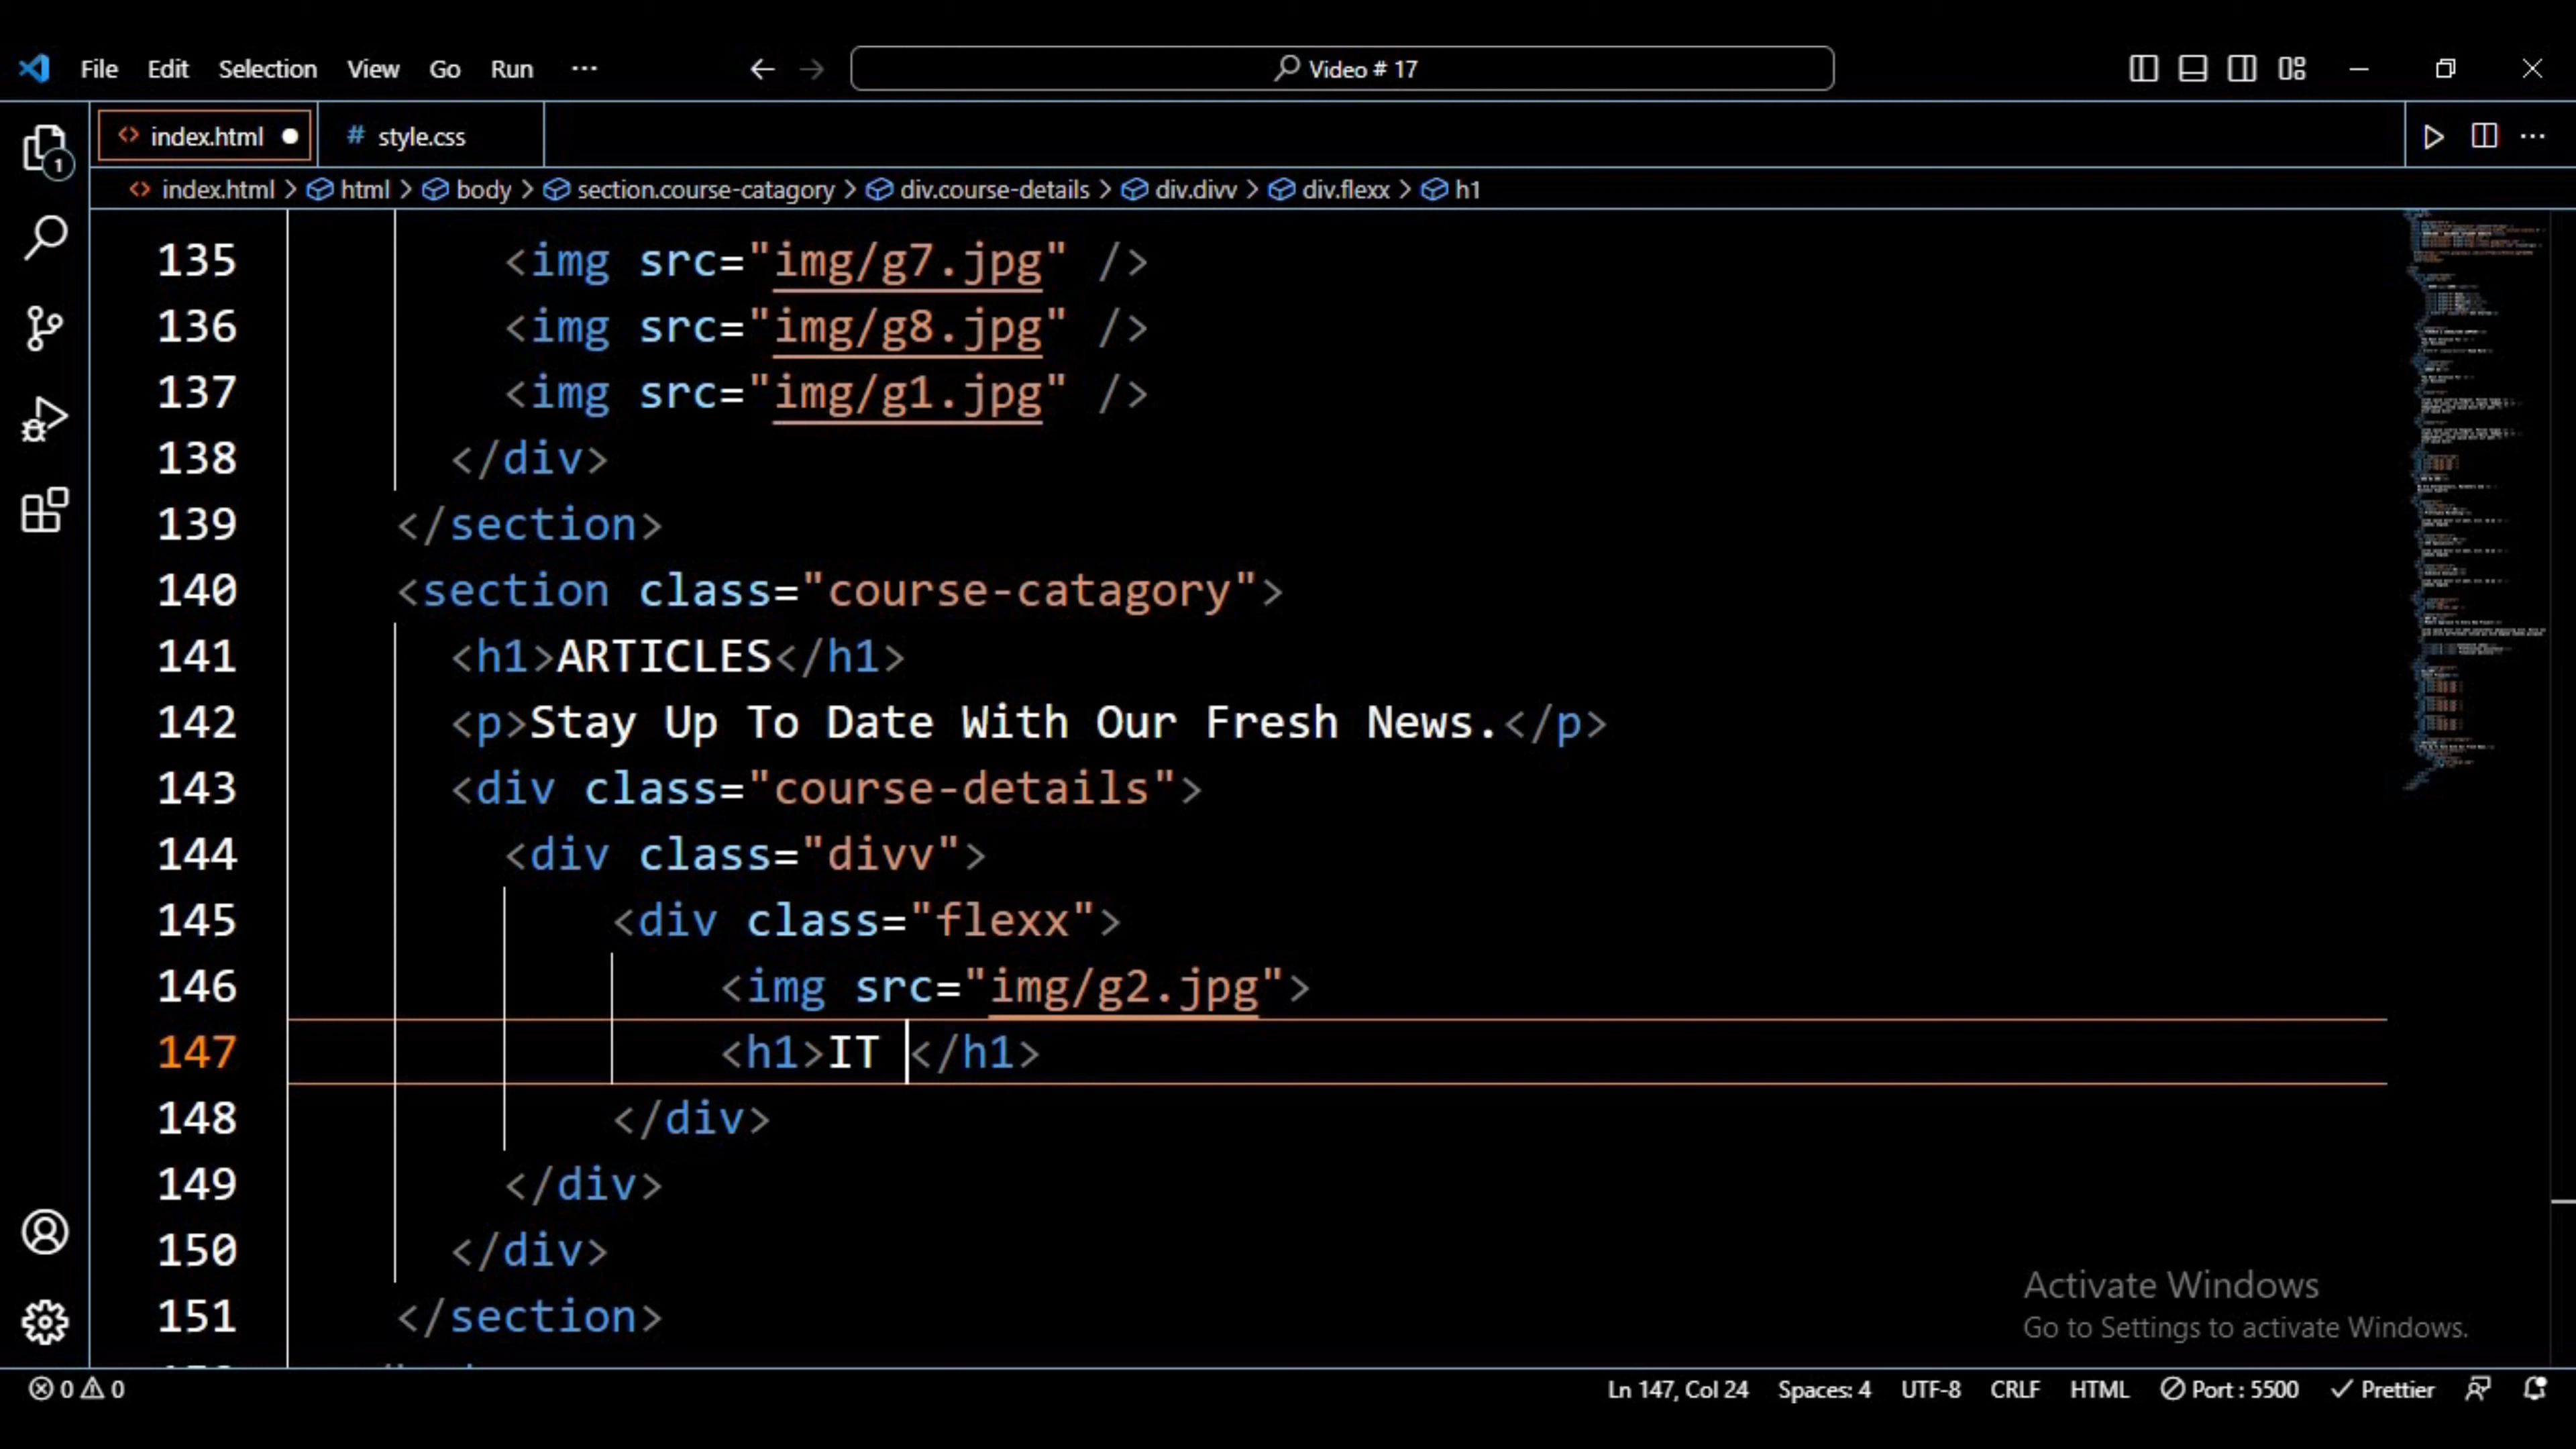 File Edit Selection View Go Run ···
Video # 17
index.html
# style.css
index.html > html > body > section.course-catagory > div.course-details > div.divv > div.flexx > h1
1
135 <img src="img/g7.jpg" />
136 <img src="img/g8.jpg" />
137 <img src="img/g1.jpg" />
138 </div>
139 </section>
140 <section class="course-catagory">
141 <h1>ARTICLES</h1>
142 <p>Stay Up To Date With Our Fresh News.</p>
143 <div class="course-details">
144 <div class="divv">
145 <div class="flexx">
146 <img src="img/g2.jpg">
147 <h1>IT </h1>
148 </div>
149 </div>
150 </div>
151 </section>
Activate Windows
Go to Settings to activate Windows.
0 0 Ln 147, Col 24 Spaces: 4 UTF-8 CRLF HTML Port : 5500 Prettier